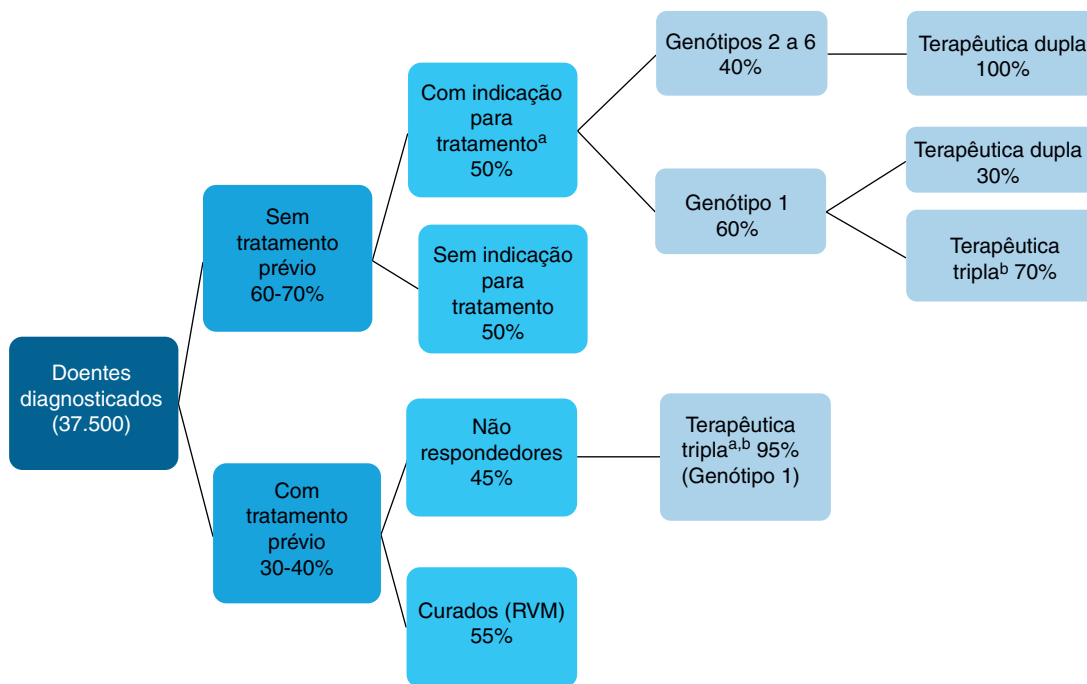 Doentes
diagnosticados
(37.500)
Sem
tratamento
prévio
60-70%
Com indicação
para
tratamentoᵃ
50%
Genótipos 2 a 6
40%
Terapêutica dupla
100%
Genótipo 1
60%
Terapêutica dupla
30%
Terapêutica
triplaᵇ 70%
Sem indicação
para
tratamento
50%
Com
tratamento
prévio
30-40%
Não
respondedores
45%
Terapêutica
triplaᵃ,ᵇ 95%
(Genótipo 1)
Curados (RVM)
55%